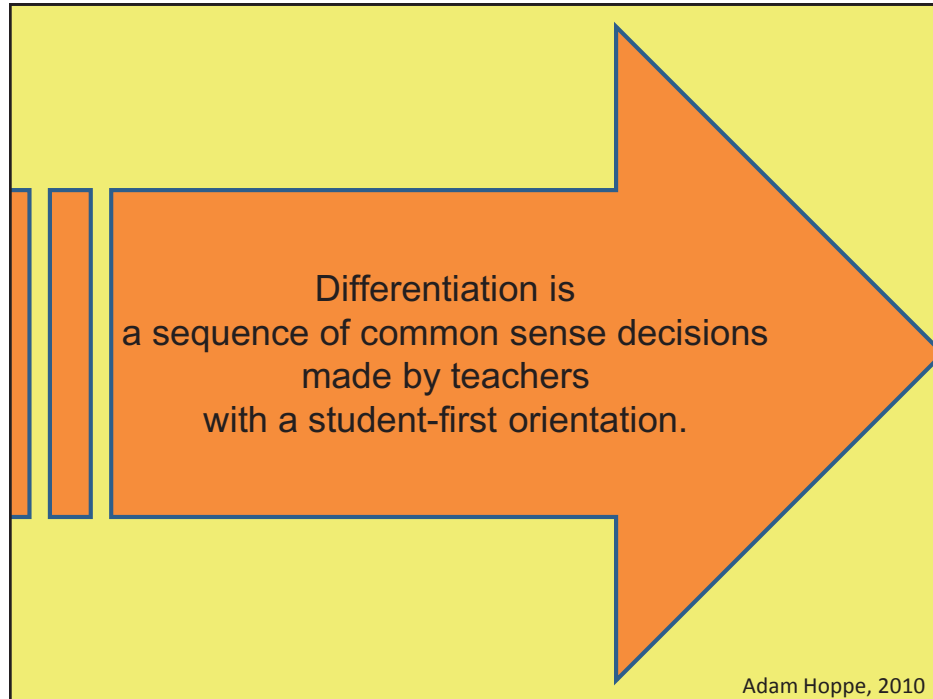 Differentiation is
a sequence of common sense decisions
made by teachers
with a student-first orientation.
Adam Hoppe, 2010